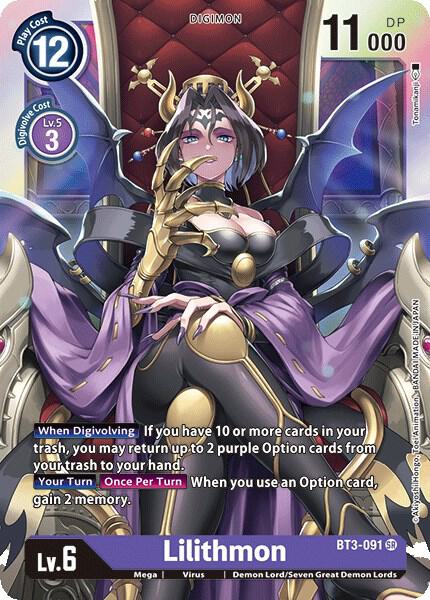 DIGIMON
Play Cost
12
11000 DP
Digivolve Cost
Lv.5
3
Tonamikanji
When Digivolving If you have 10 or more cards in your
trash, you may return up to 2 purple Option cards from
your trash to your hand.
Your Turn Once Per Turn When you use an Option card,
gain 2 memory.
©Akiyoshi Hongo, Toei Animation, ©BANDAI MADE IN JAPAN
Lilithmon
BT3-091 SR
Lv.6
Mega | Virus | Demon Lord/Seven Great Demon Lords